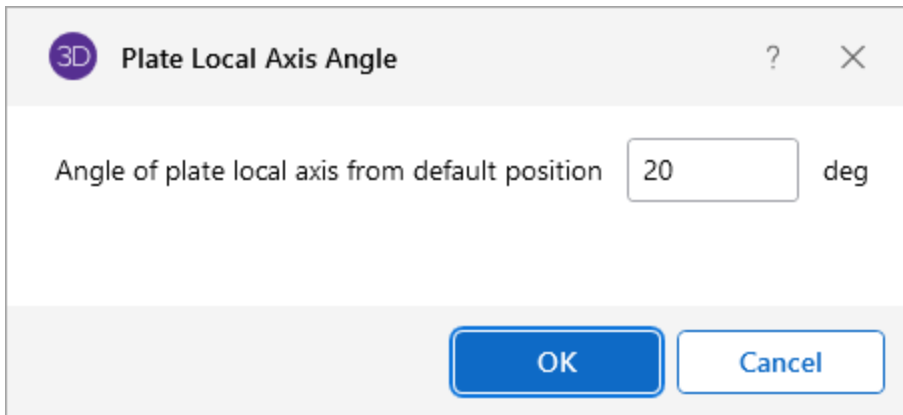 3D Plate Local Axis Angle ?
Angle of plate local axis from default position 20 deg
OK Cancel